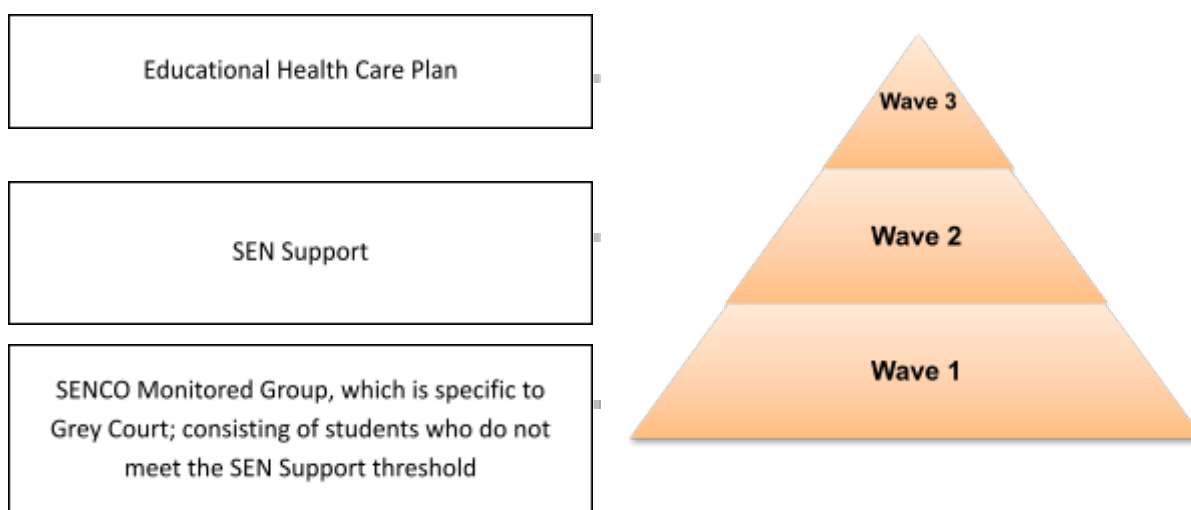 Educational Health Care Plan
Wave 3
SEN Support
Wave 2
SENCO Monitored Group, which is specific to
Grey Court; consisting of students who do not
meet the SEN Support threshold
Wave 1